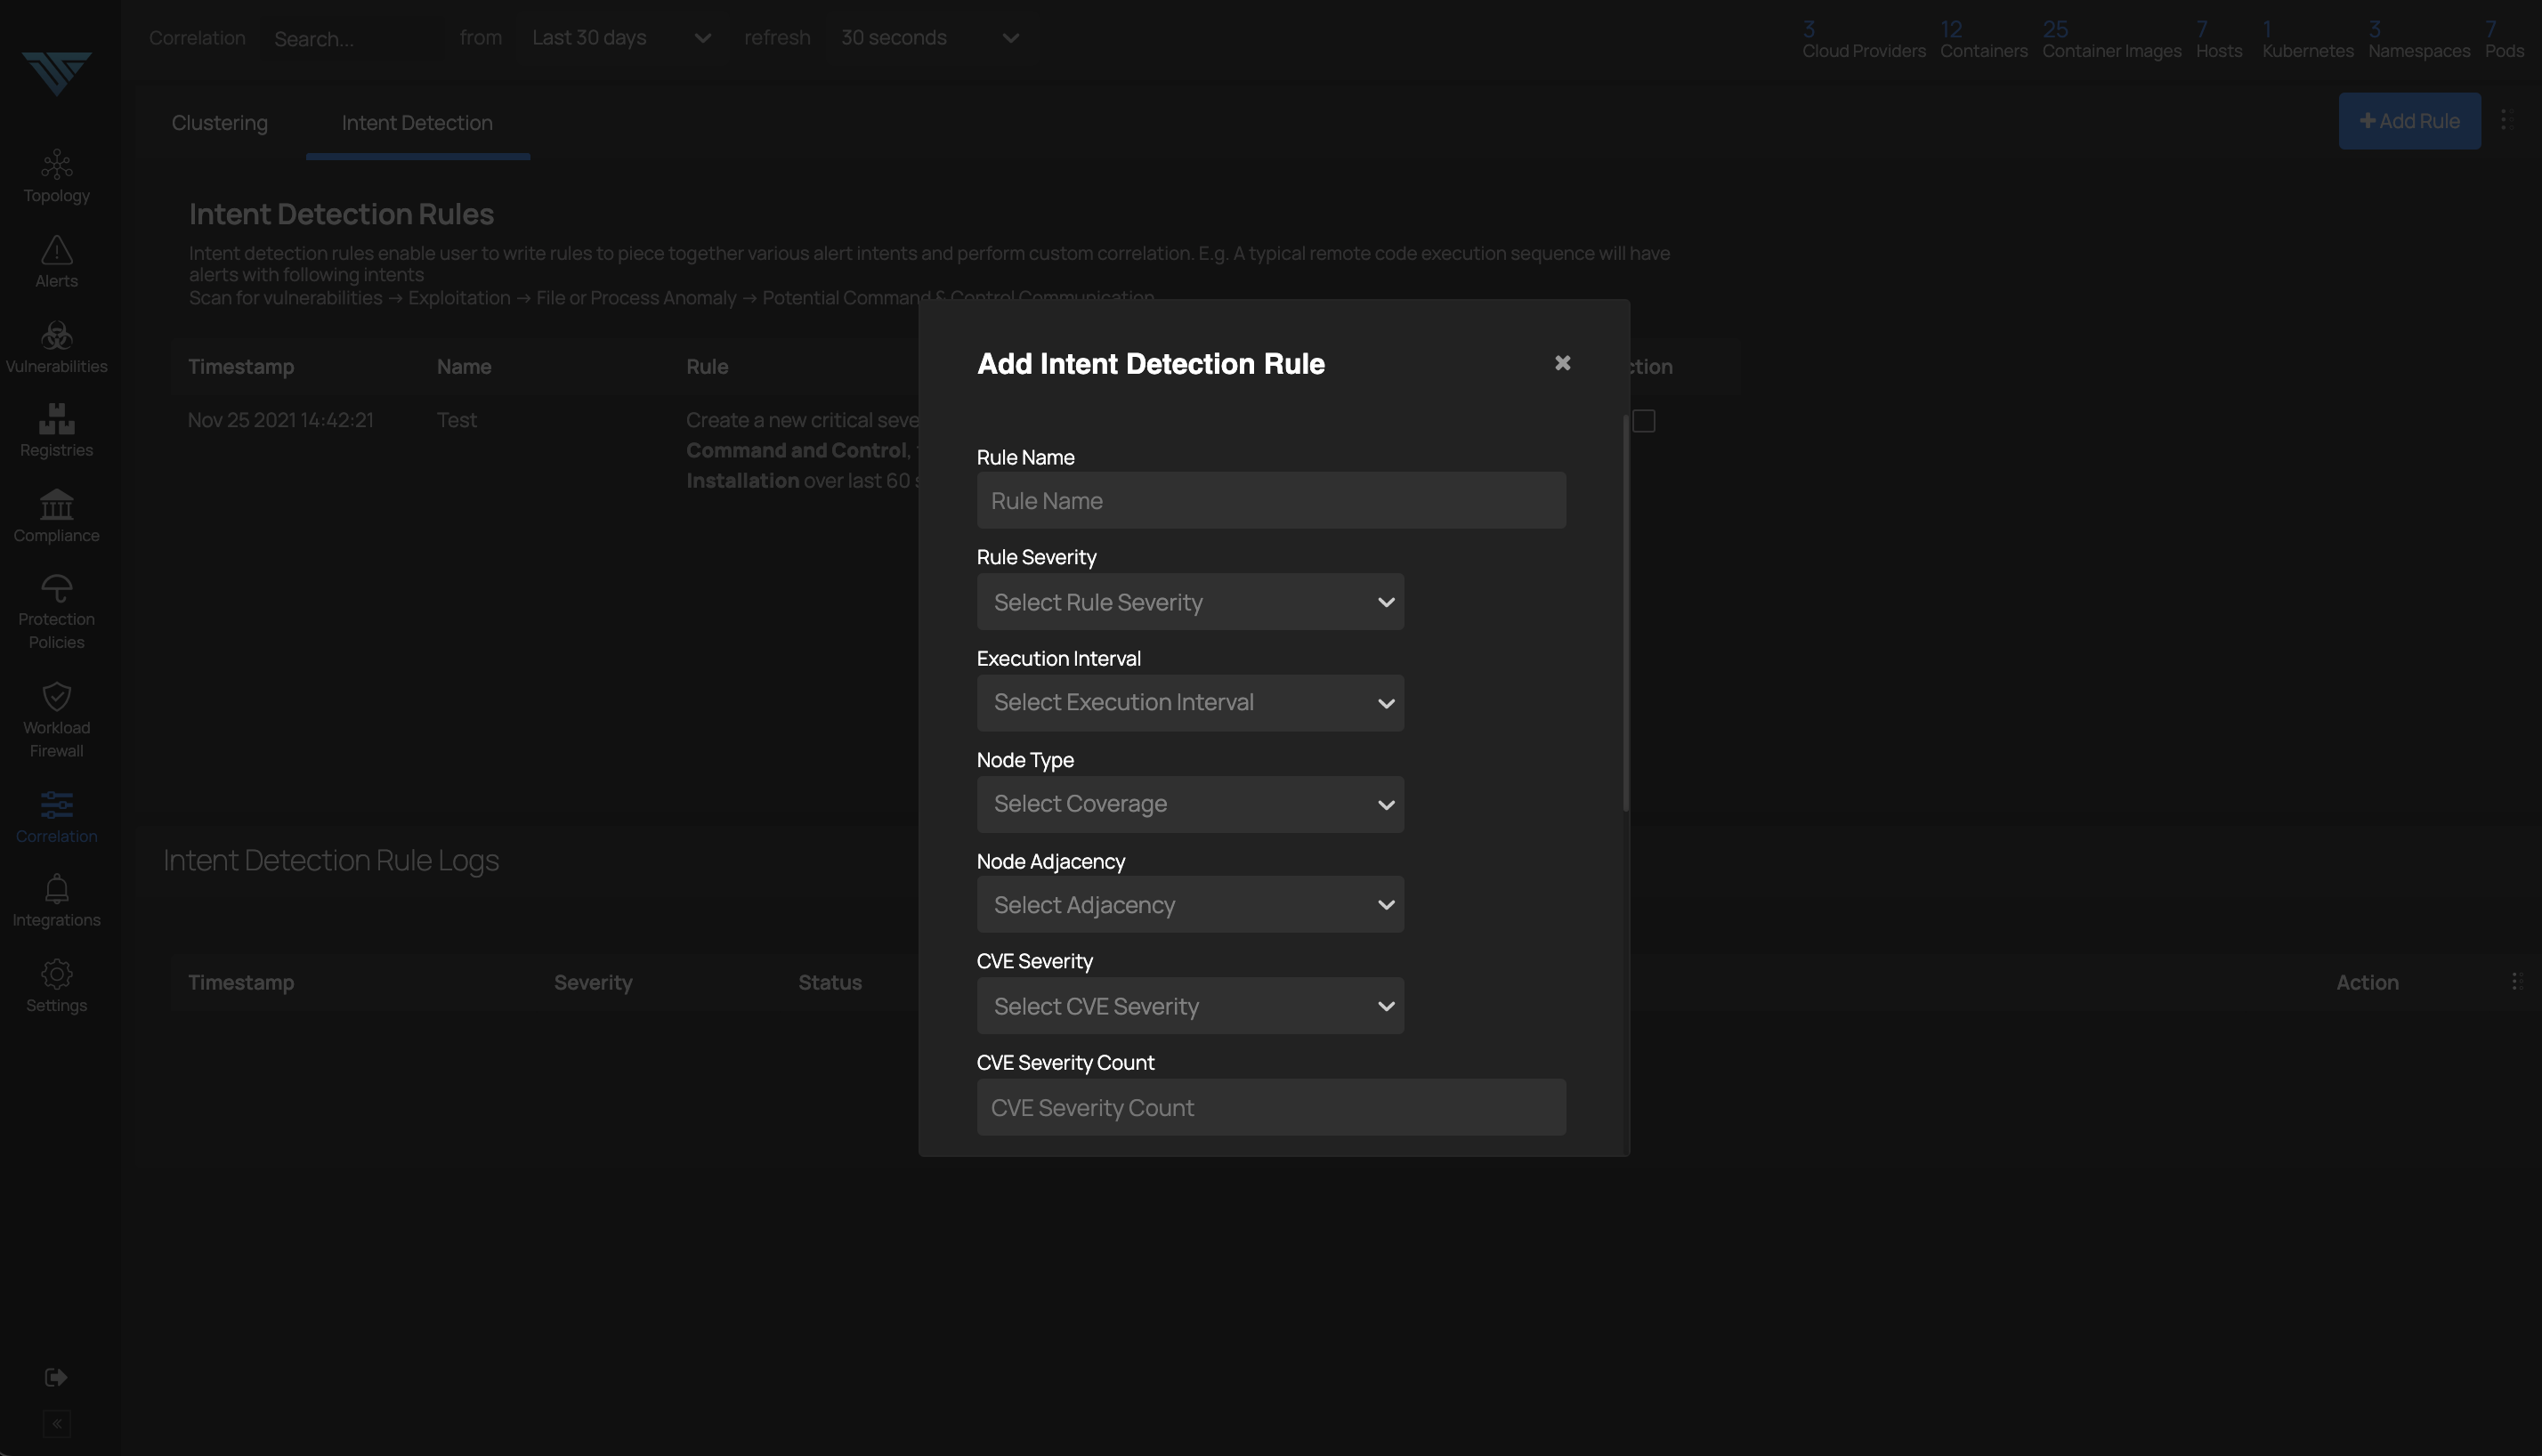 Correlation Search... from Last 30 days refresh 30 seconds
3 Cloud Providers
12 Containers
25 Container Images
7 Hosts
1 Kubernetes
3 Namespaces
7 Pods
Topology
Alerts
Vulnerabilities
Registries
Compliance
Protection
Policies
Workload
Firewall
Correlation
Integrations
Settings
Clustering Intent Detection
Add Rule
Intent Detection Rules
Intent detection rules enable user to write rules to piece together various alert intents and perform custom correlation. E.g. A typical remote code execution sequence will have
alerts with following intents
Scan for vulnerabilities → Exploitation → File or Process Anomaly → Potential Command & Control Communication
Timestamp Name Rule ction
Nov 25 2021 14:42:21 Test Create a new critical seve
Command and Control,
Installation over last 60 s
Intent Detection Rule Logs
Timestamp Severity Status Action
Add Intent Detection Rule
Rule Name
Rule Name
Rule Severity
Select Rule Severity
Execution Interval
Select Execution Interval
Node Type
Select Coverage
Node Adjacency
Select Adjacency
CVE Severity
Select CVE Severity
CVE Severity Count
CVE Severity Count